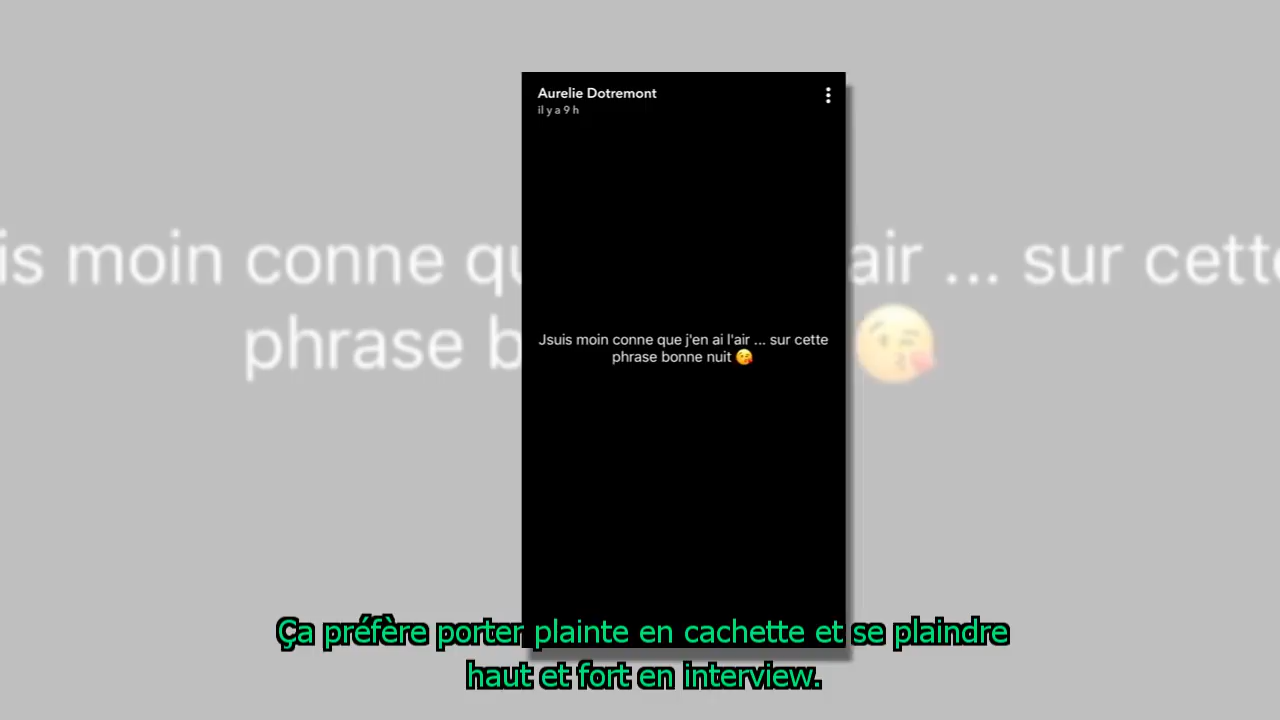 Aurelie Dotremont
il y a 9 h
is moin conne qu air ... sur cette
phrase b
Jsuis moin conne que j'en ai l'air ... sur cette
phrase bonne nuit 😘
Ça préfère porter plainte en cachette et se plaindre
haut et fort en interview.